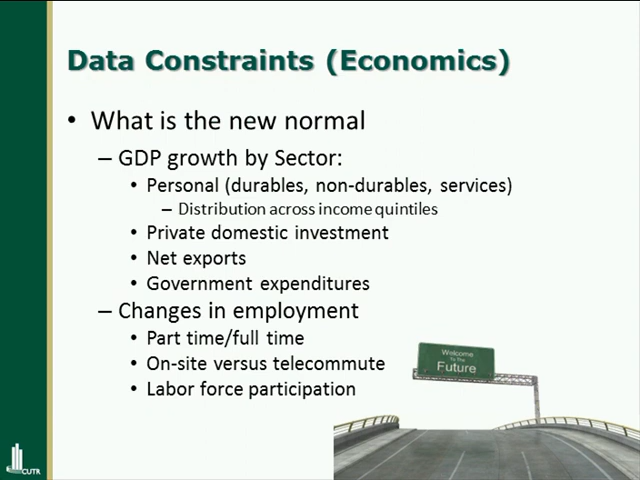 Data Constraints (Economics)
• What is the new normal
– GDP growth by Sector:
• Personal (durables, non-durables, services)
– Distribution across income quintiles
• Private domestic investment
• Net exports
• Government expenditures
– Changes in employment
• Part time/full time
• On-site versus telecommute
• Labor force participation
Welcome
To The
Future
CUTR